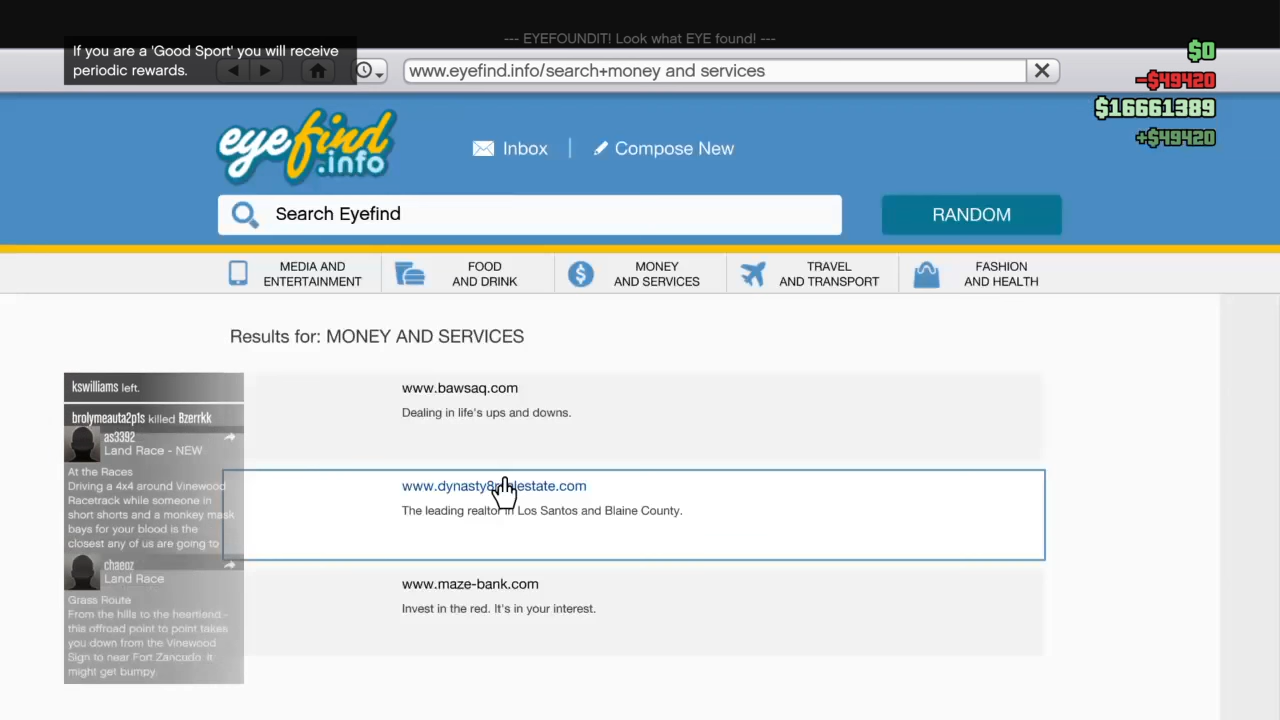 --- EYEFOUNDIT! Look what EYE found! ---
If you are a 'Good Sport' you will receive
periodic rewards.
www.eyefind.info/search+money and services
$0
-$49420
$16661389
+$49420
eyefind
.info
Inbox
Compose New
Search Eyefind
RANDOM
MEDIA AND
ENTERTAINMENT
FOOD
AND DRINK
MONEY
AND SERVICES
TRAVEL
AND TRANSPORT
FASHION
AND HEALTH
Results for: MONEY AND SERVICES
www.bawsaq.com
Dealing in life's ups and downs.
www.dynasty8realestate.com
The leading realtor in Los Santos and Blaine County.
www.maze-bank.com
Invest in the red. It's in your interest.
kswilliams left.
brolymeauta2p1s killed Bzerrkk
as3392
Land Race - NEW
At the Races
Driving a 4x4 around Vinewood
Racetrack while someone in
short shorts and a monkey mask
bays for your blood is the
closest any of us are going to
chaeoz
Land Race
Grass Route
From the hills to the heartland -
this offroad point to point takes
you down from the Vinewood
Sign to near Fort Zancudo. It
might get bumpy.